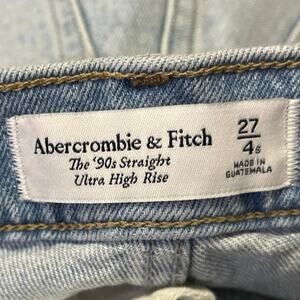 Abercrombie & Fitch
The '90s Straight
Ultra High Rise
27
4s
MADE IN
GUATEMALA